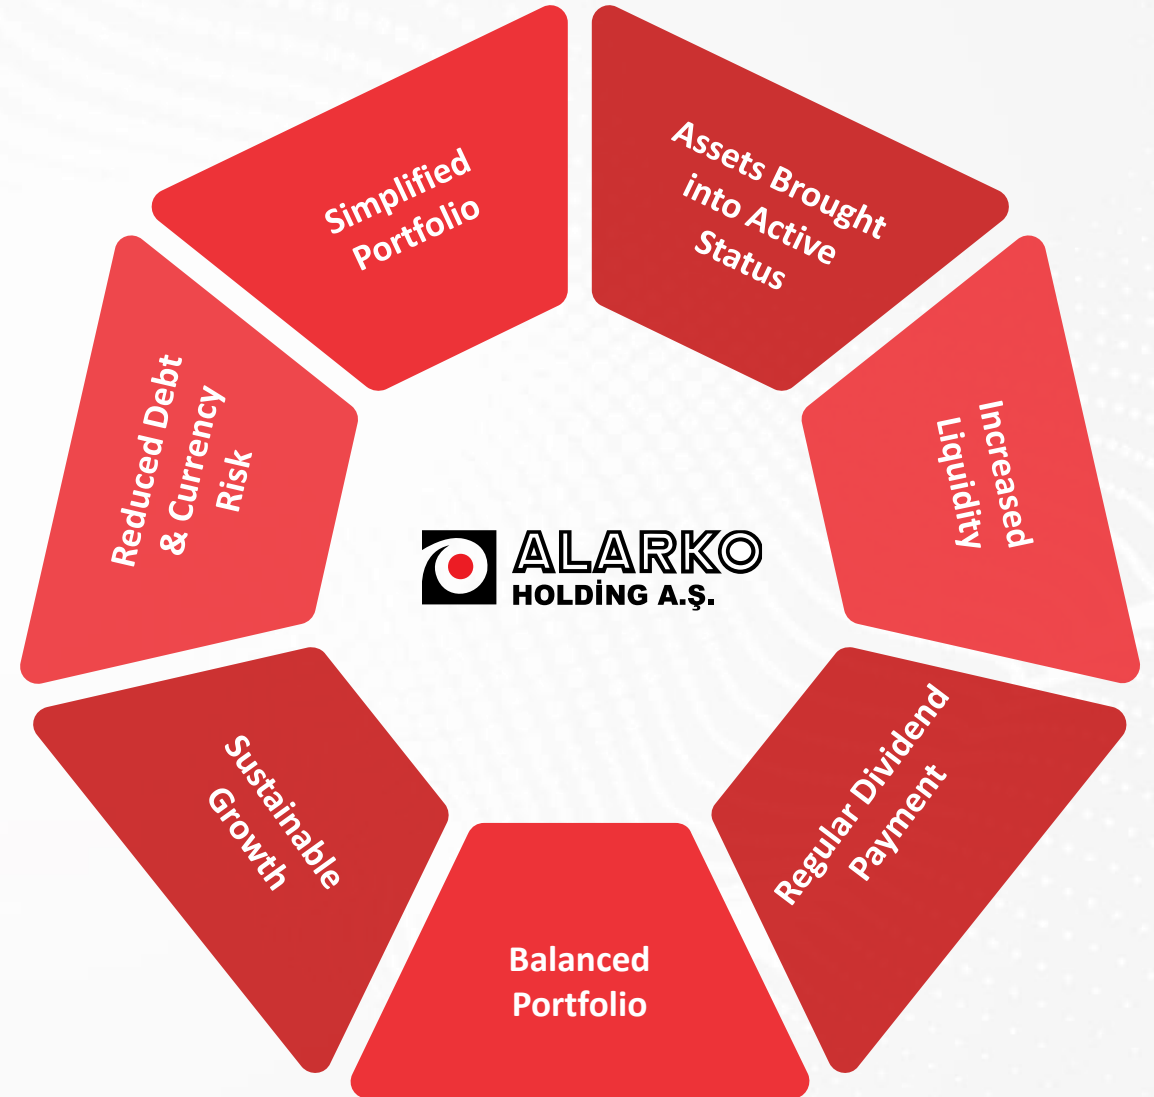 Simplified
Portfolio
Assets Brought
into Active
Status
Increased
Liquidity
Regular Dividend
Payment
Balanced
Portfolio
Sustainable
Growth
Reduced Debt
& Currency
Risk
ALARKO
HOLDİNG A.Ş.